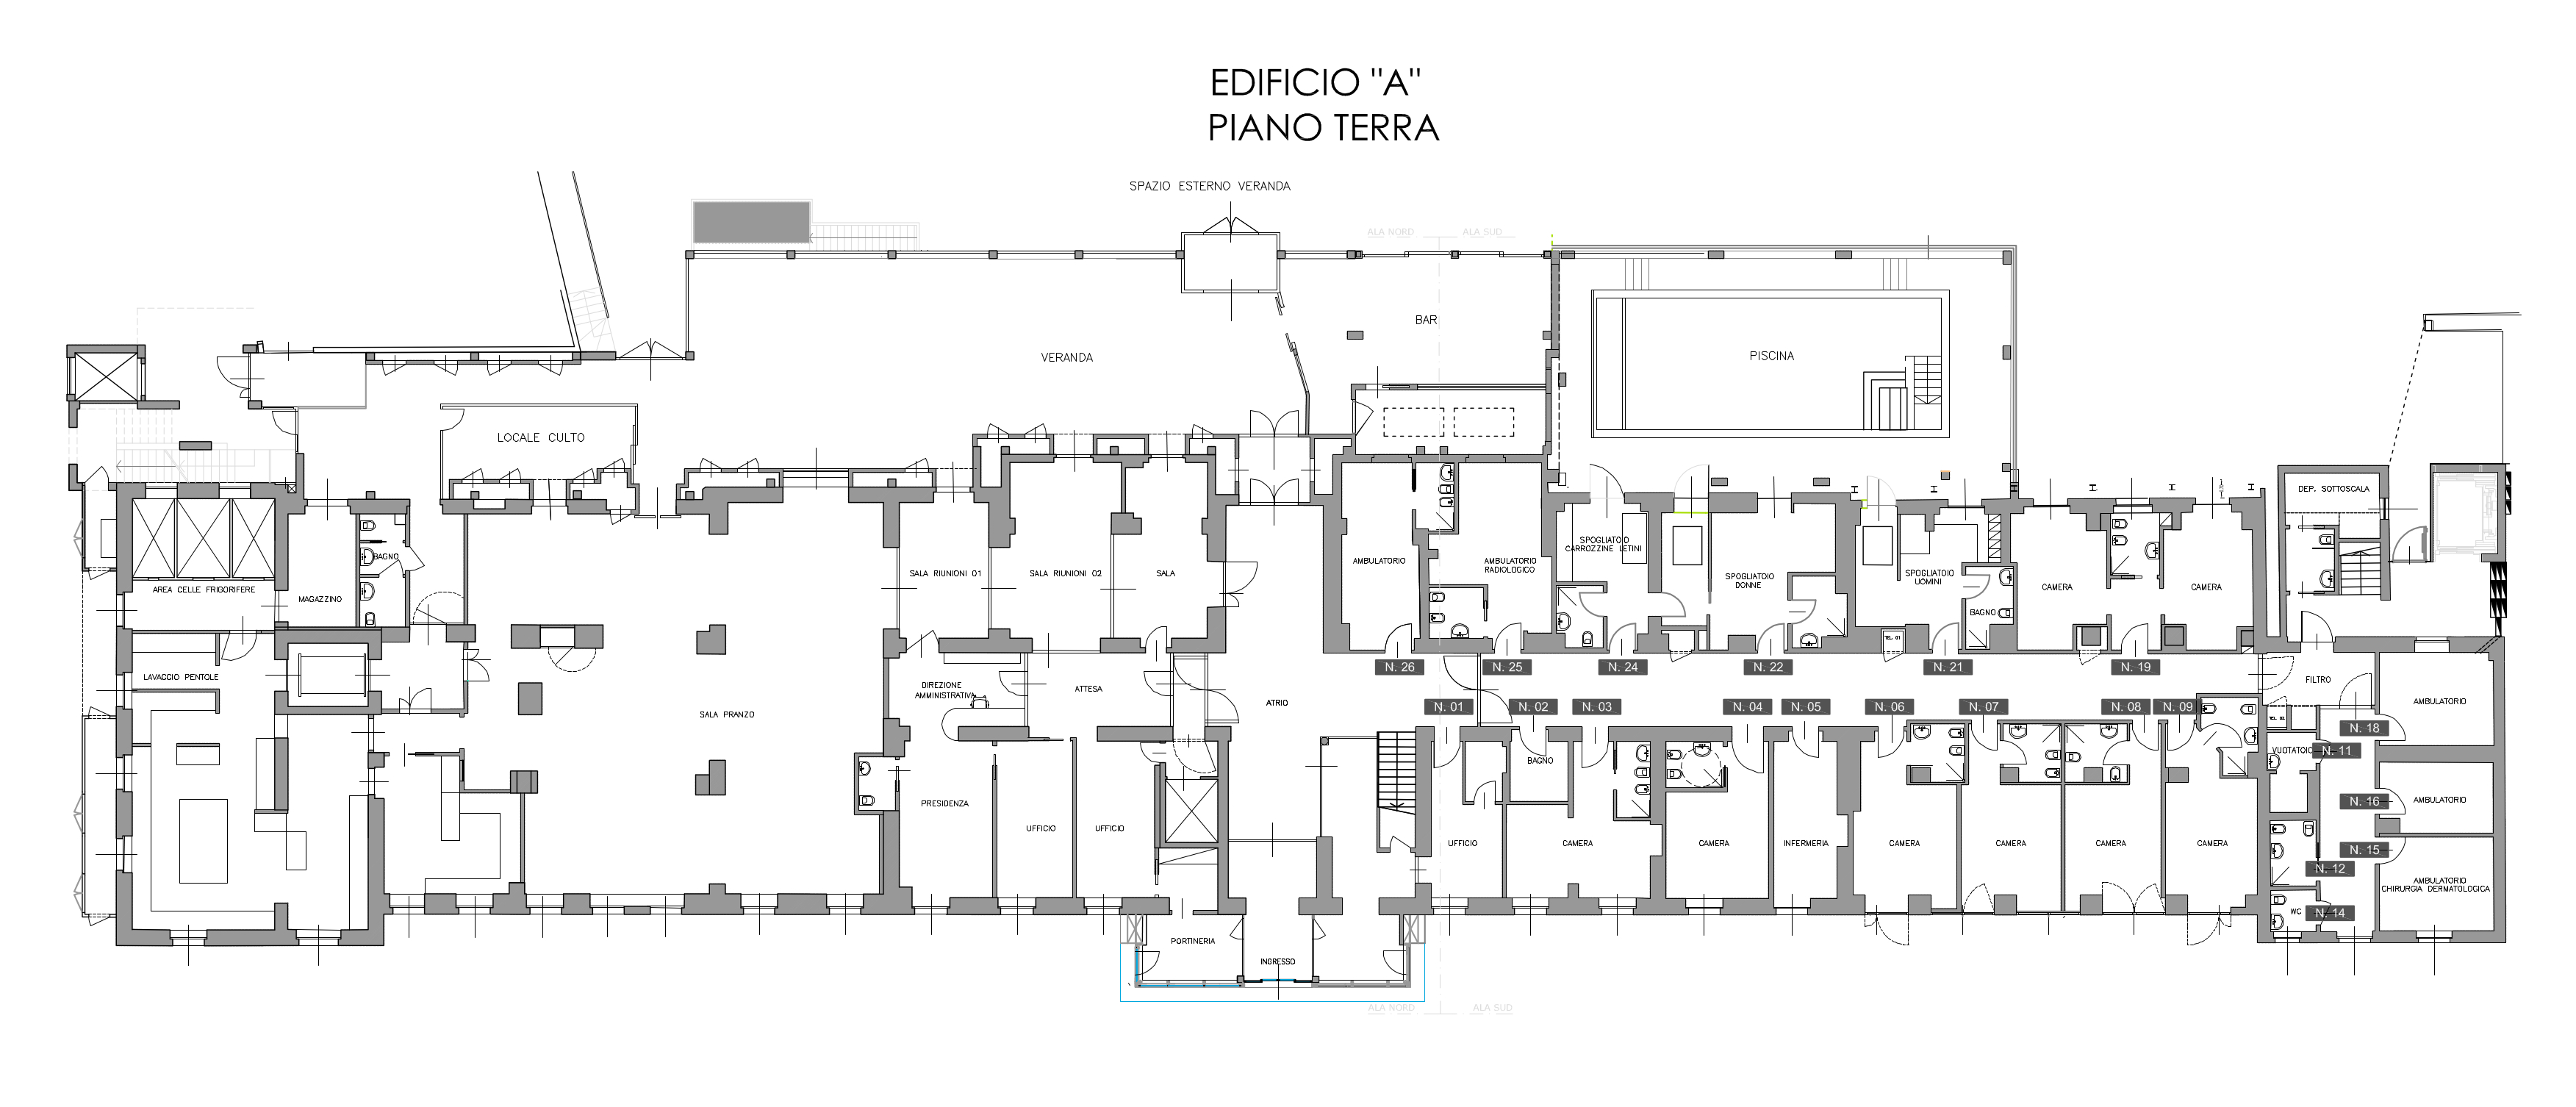 EDIFICIO "A"
PIANO TERRA
SPAZIO ESTERNO VERANDA
ALA NORD
ALA SUD
BAR
VERANDA
PISCINA
LOCALE CULTO
DEP. SOTTOSCALA
BAGNO
AREA CELLE FRIGORIFERE
MAGAZZINO
SALA RIUNIONI 01
SALA RIUNIONI 02
SALA
AMBULATORIO
AMBULATORIO
RADIOLOGICO
SPOGLIATOIO
CARROZZINE LETINI
SPOGLIATOIO
DONNE
SPOGLIATOIO
UOMINI
BAGNO
CAMERA
CAMERA
TEL 01
LAVACCIO PENTOLE
DIREZIONE
AMMINISTRATIVA
ATTESA
SALA PRANZO
ATRIO
N. 26
N. 25
N. 24
N. 22
N. 21
N. 19
FILTRO
AMBULATORIO
N. 01
N. 02
N. 03
N. 04
N. 05
N. 06
N. 07
N. 08
N. 09
N. 18
VUOTATOIO
N. 11
BAGNO
PRESIDENZA
UFFICIO
UFFICIO
UFFICIO
CAMERA
CAMERA
INFERMERIA
CAMERA
CAMERA
CAMERA
CAMERA
N. 16
AMBULATORIO
N. 15
N. 12
AMBULATORIO
CHIRURGIA DERMATOLOGICA
WC
N. 14
PORTINERIA
INGRESSO
ALA NORD
ALA SUD